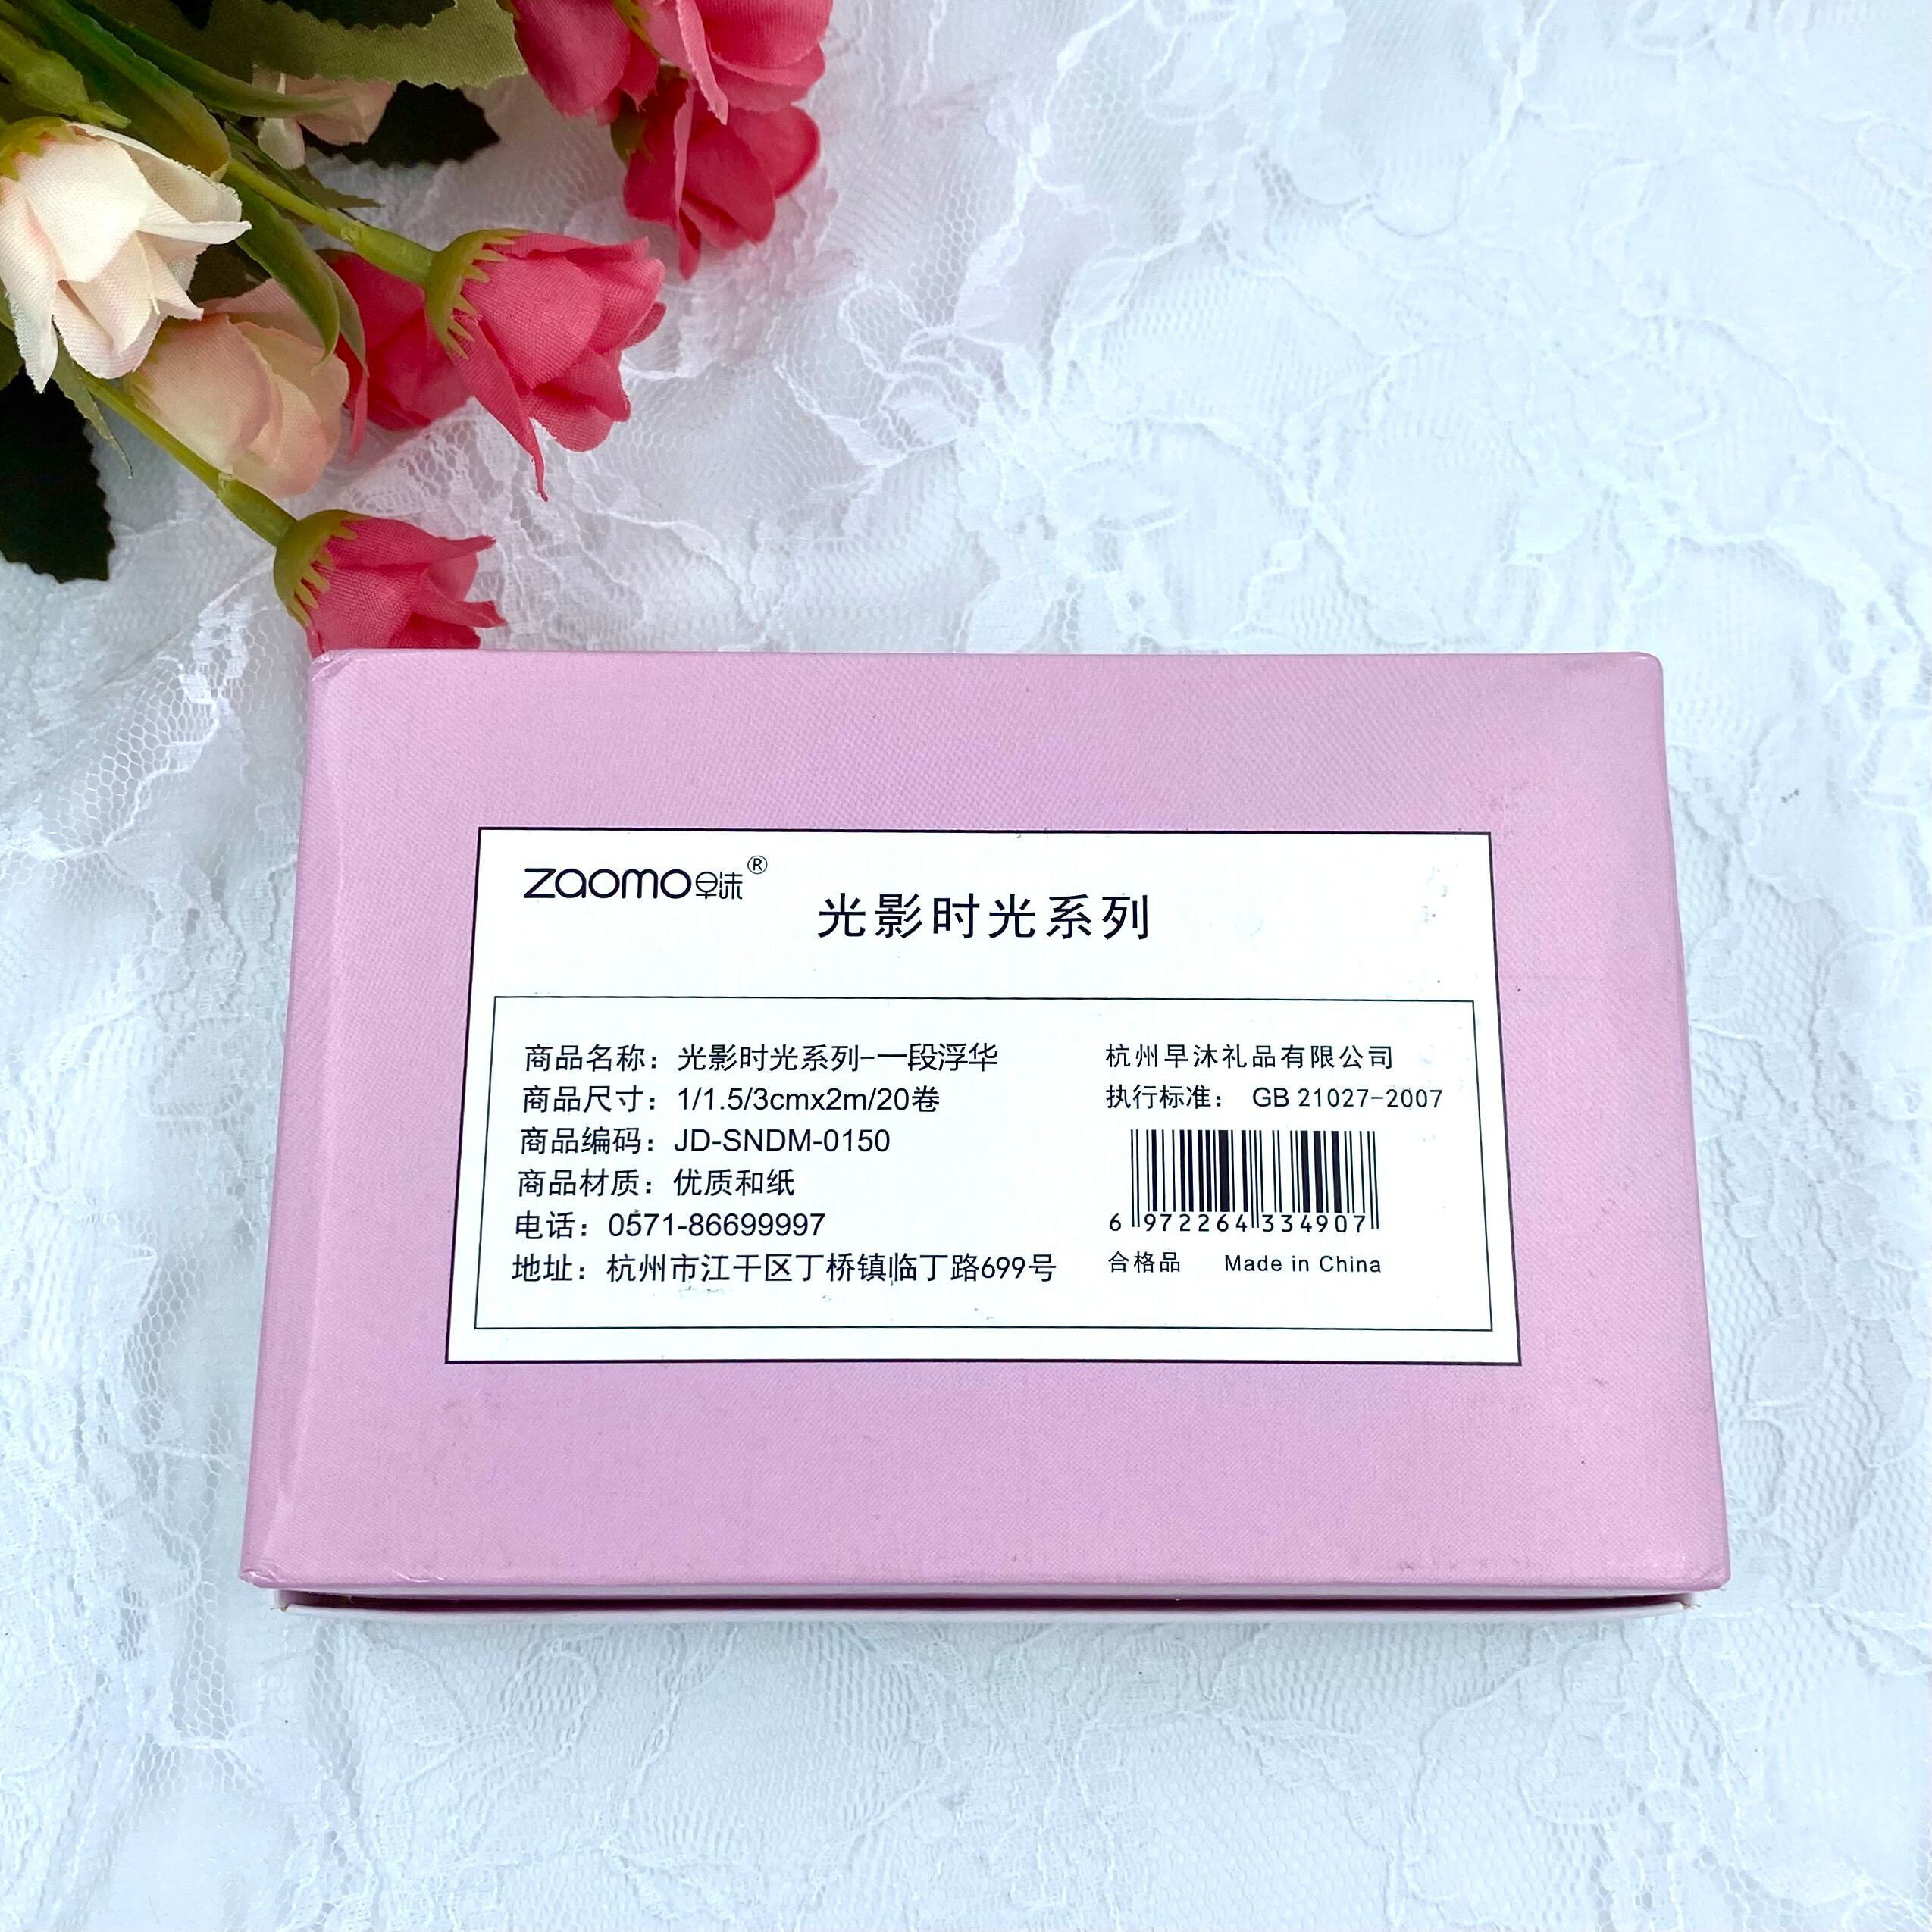 zaomo早沐®
光影时光系列
商品名称：光影时光系列-一段浮华
商品尺寸：1/1.5/3cmx2m/20卷
商品编码：JD-SNDM-0150
商品材质：优质和纸
电话：0571-86699997
地址：杭州市江干区丁桥镇临丁路699号
杭州早沐礼品有限公司
执行标准： GB 21027-2007
6 972264 334907
合格品 Made in China